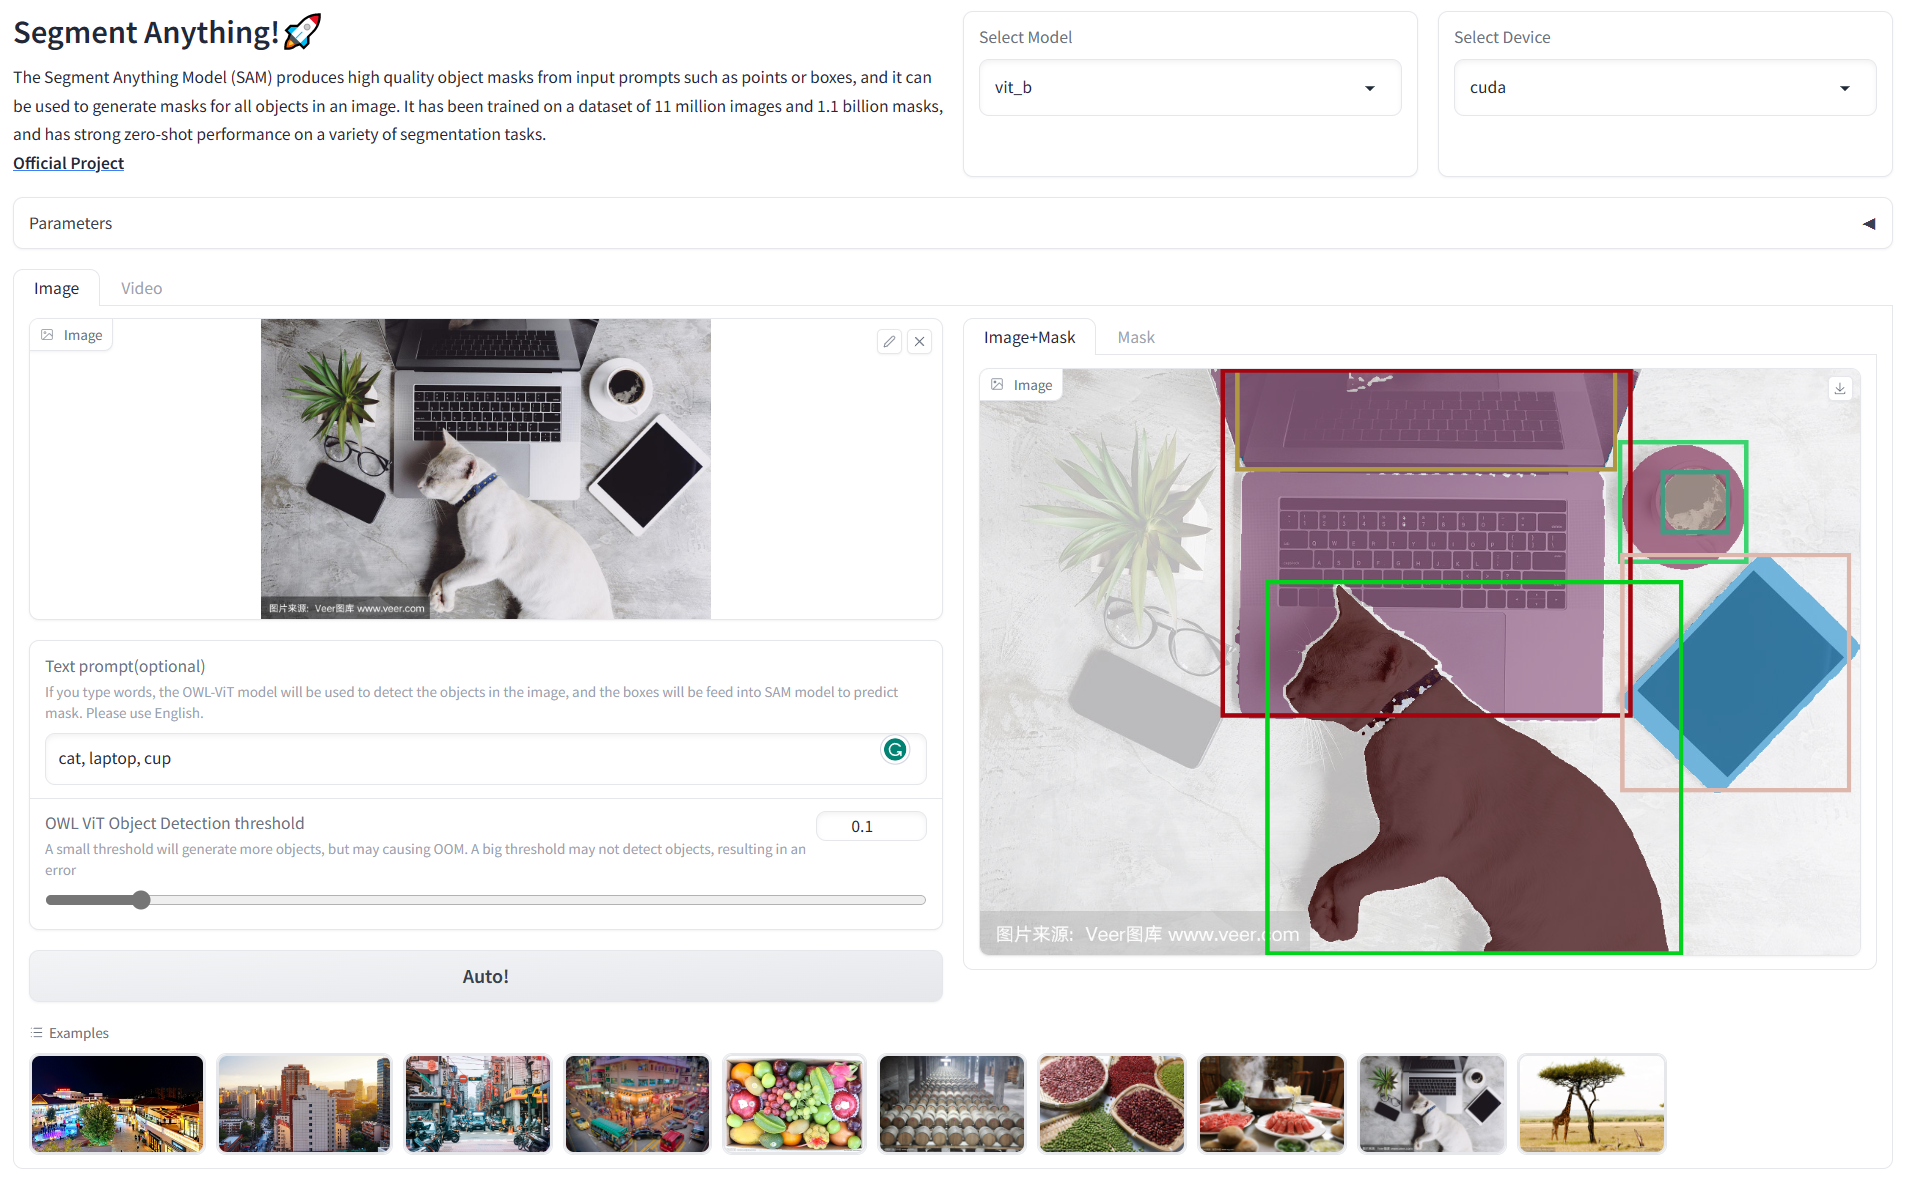 Segment Anything!🚀
The Segment Anything Model (SAM) produces high quality object masks from input prompts such as points or boxes, and it can
be used to generate masks for all objects in an image. It has been trained on a dataset of 11 million images and 1.1 billion masks,
and has strong zero-shot performance on a variety of segmentation tasks.
Official Project
Select Model
vit_b
Select Device
cuda
Parameters
Image
Video
Image
图片来源: Veer图库 www.veer.com
Text prompt(optional)
If you type words, the OWL-ViT model will be used to detect the objects in the image, and the boxes will be feed into SAM model to predict
mask. Please use English.
cat, laptop, cup
OWL ViT Object Detection threshold
0.1
A small threshold will generate more objects, but may causing OOM. A big threshold may not detect objects, resulting in an
error
Auto!
Image+Mask
Mask
Image
图片来源: Veer图库 www.veer.com
Examples